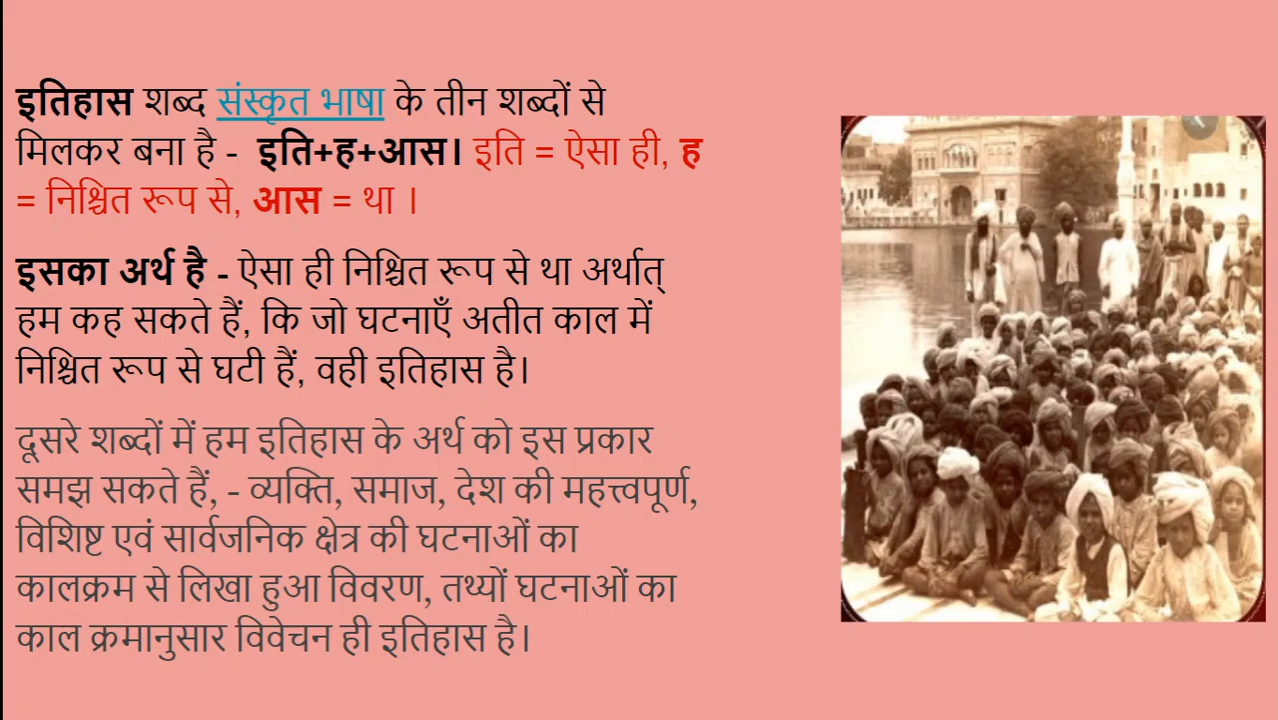 इतिहास शब्द संस्कृत भाषा के तीन शब्दों से
मिलकर बना है - इति+ह+आस। इति = ऐसा ही, ह
= निश्चित रूप से, आस = था ।
इसका अर्थ है - ऐसा ही निश्चित रूप से था अर्थात्
हम कह सकते हैं, कि जो घटनाएँ अतीत काल में
निश्चित रूप से घटी हैं, वही इतिहास है।
दूसरे शब्दों में हम इतिहास के अर्थ को इस प्रकार
समझ सकते हैं, - व्यक्ति, समाज, देश की महत्त्वपूर्ण,
विशिष्ट एवं सार्वजनिक क्षेत्र की घटनाओं का
कालक्रम से लिखा हुआ विवरण, तथ्यों घटनाओं का
काल क्रमानुसार विवेचन ही इतिहास है।